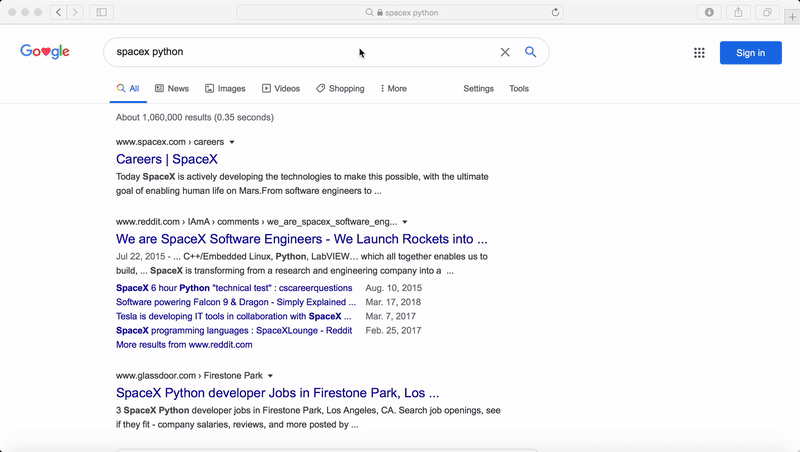 spacex python
Google
spacex python
Sign in
All News Images Videos Shopping More Settings Tools
About 1,060,000 results (0.35 seconds)
www.spacex.com › careers
Careers | SpaceX
Today SpaceX is actively developing the technologies to make this possible, with the ultimate
goal of enabling human life on Mars.From software engineers to ...
www.reddit.com › IAmA › comments › we_are_spacex_software_eng...
We are SpaceX Software Engineers - We Launch Rockets into ...
Jul 22, 2015 - ... C++/Embedded Linux, Python, LabVIEW… which all together enables us to
build, ... SpaceX is transforming from a research and engineering company into a ...
SpaceX 6 hour Python "technical test" : cscareerquestions Aug. 10, 2015
Software powering Falcon 9 & Dragon - Simply Explained ... Mar. 17, 2018
Tesla is developing IT tools in collaboration with SpaceX ... Mar. 7, 2017
SpaceX programming languages : SpaceXLounge - Reddit Feb. 25, 2017
More results from www.reddit.com
www.glassdoor.com › Firestone Park
SpaceX Python developer Jobs in Firestone Park, Los ...
3 SpaceX Python developer jobs in Firestone Park, Los Angeles, CA. Search job openings, see
if they fit - company salaries, reviews, and more posted by ...